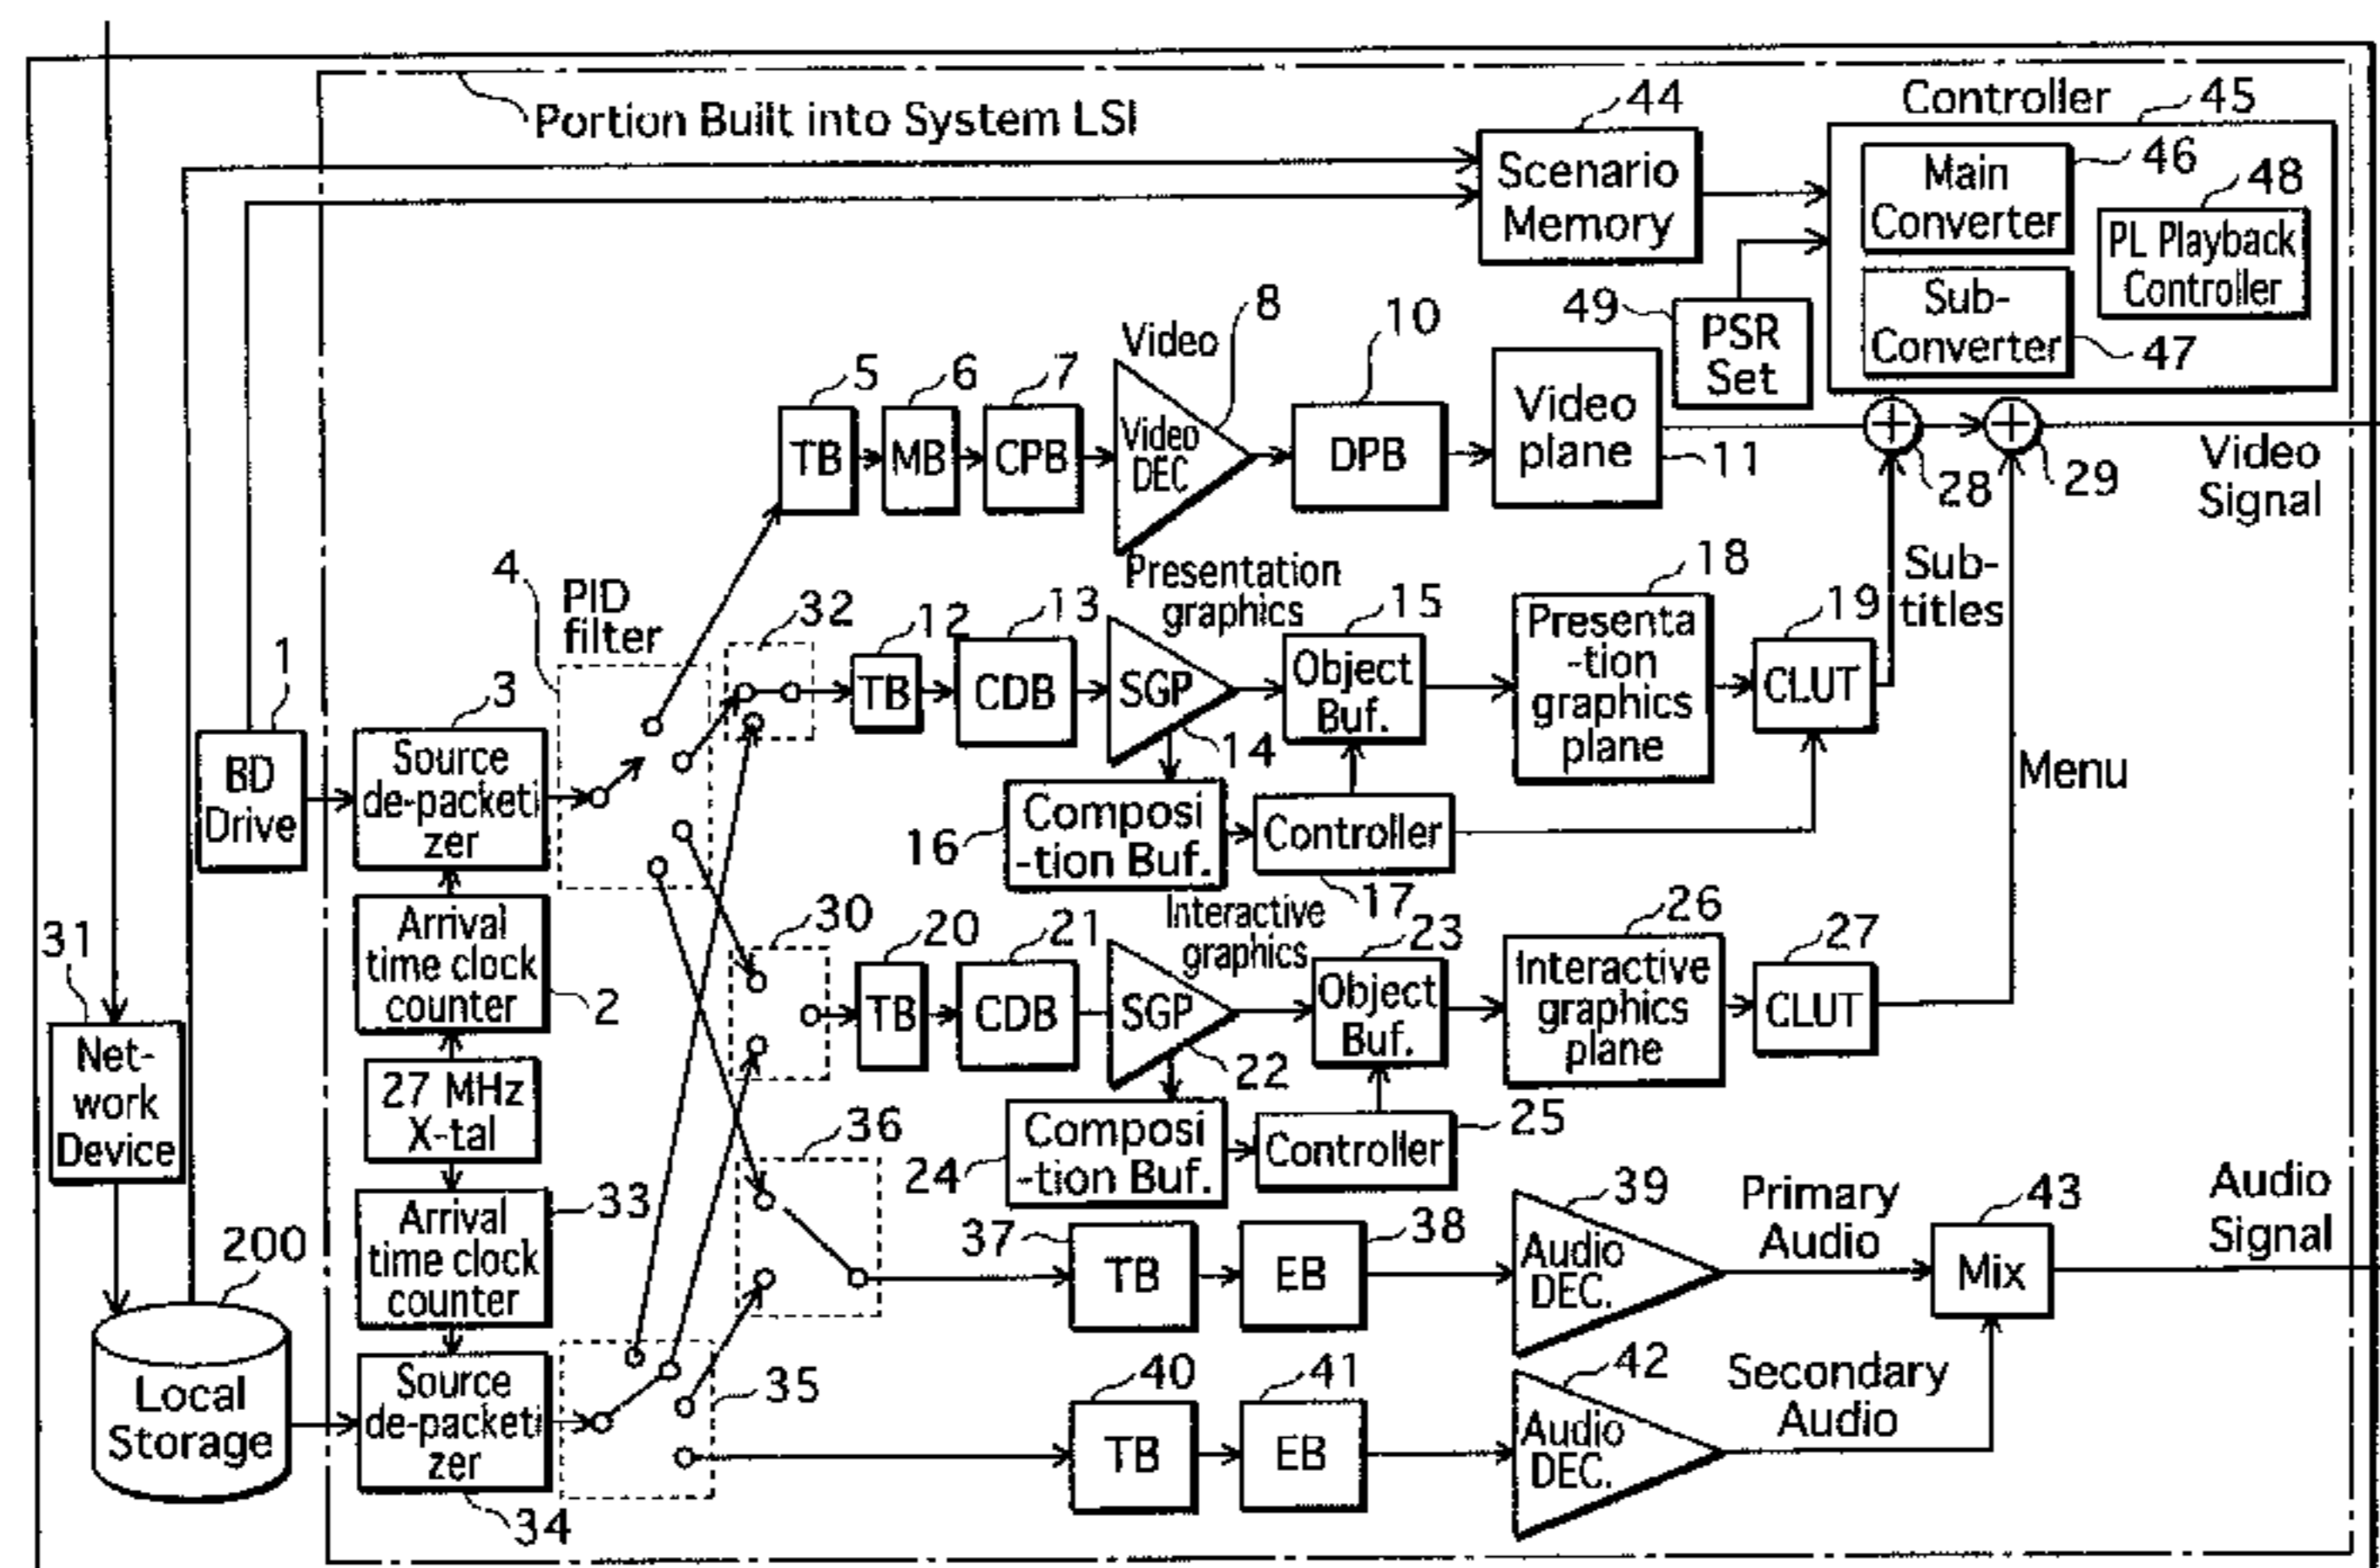 Portion Built into System LSI
44
Scenario
Memory
Controller
45
Main
Converter
46
48
PL Playback
Controller
Sub-
Converter
47
49
PSR
Set
5
TB
6
MB
7
CPB
Video
8
Video
DEC
10
DPB
Video
plane
11
28
29
Video
Signal
4
PID
filter
32
12
TB
13
CDB
Presentation
graphics
SGP
14
15
Object
Buf.
18
Presenta
-tion
graphics
plane
19
CLUT
Sub-
titles
Menu
1
BD
Drive
3
Source
de-packeti
zer
16
Composi
-tion Buf.
Controller
17
Arrival
time clock
counter
2
30
20
TB
21
CDB
Interactive
graphics
SGP
22
23
Object
Buf.
26
Interactive
graphics
plane
27
CLUT
31
Net-
work
Device
27 MHz
X-tal
24
Composi
-tion Buf.
Controller
25
36
Arrival
time clock
counter
33
37
TB
38
EB
39
Audio
DEC.
Primary
Audio
43
Mix
Audio
Signal
200
Local
Storage
Source
de-packeti
zer
34
35
40
TB
41
EB
42
Audio
DEC.
Secondary
Audio